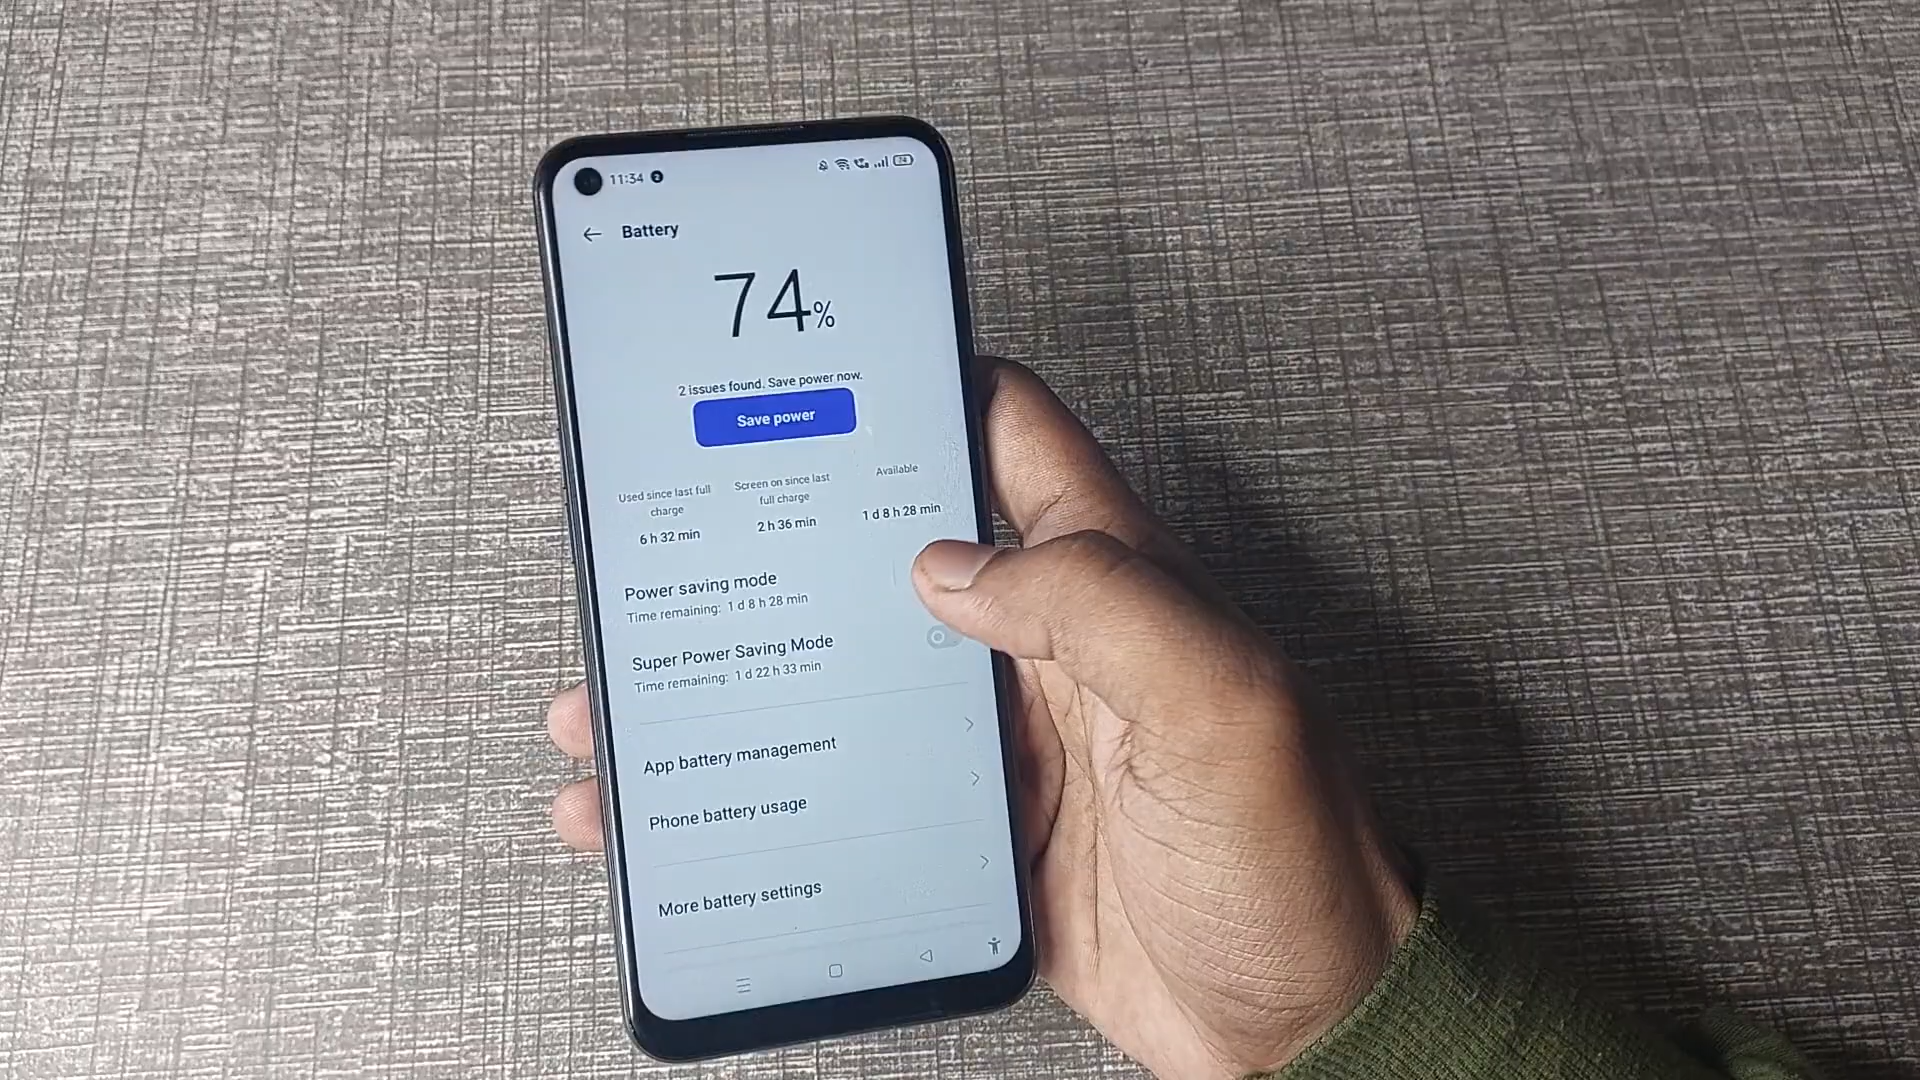 11:34
74
Battery
74%
2 issues found. Save power now.
Save power
Used since last full
charge
6 h 32 min
Screen on since last
full charge
2 h 36 min
Available
1 d 8 h 28 min
Power saving mode
Time remaining: 1 d 8 h 28 min
Super Power Saving Mode
Time remaining: 1 d 22 h 33 min
App battery management
Phone battery usage
More battery settings